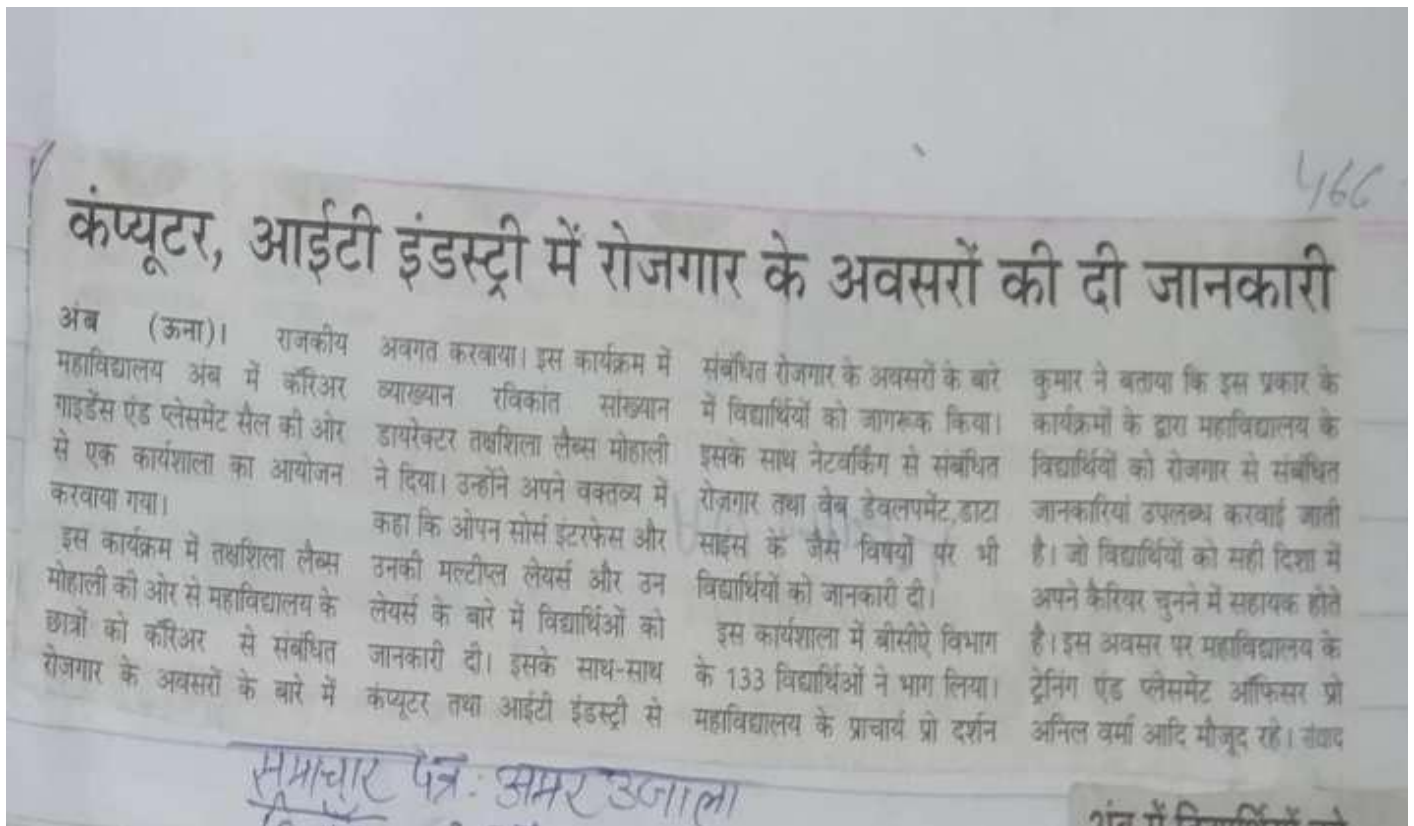 कंप्यूटर, आईटी इंडस्ट्री में रोजगार के अवसरों की दी जानकारी
अंब (ऊना)। राजकीय
महाविद्यालय अंब में कॅरिअर
गाइडेंस एंड प्लेसमेंट सैल की ओर
से एक कार्यशाला का आयोजन
करवाया गया।
इस कार्यक्रम में तक्षशिला लैब्स
मोहाली की ओर से महाविद्यालय के
छात्रों को कॅरिअर से संबंधित
रोजगार के अवसरों के बारे में
अवगत करवाया। इस कार्यक्रम में
व्याख्यान रविकांत सांख्यान
डायरेक्टर तक्षशिला लैब्स मोहाली
ने दिया। उन्होंने अपने वक्तव्य में
कहा कि ओपन सोर्स इंटरफेस और
उनकी मल्टीप्ल लेयर्स और उन
लेयर्स के बारे में विद्यार्थिओं को
जानकारी दी। इसके साथ-साथ
कंप्यूटर तथा आईटी इंडस्ट्री से
संबंधित रोजगार के अवसरों के बारे
में विद्यार्थियों को जागरूक किया।
इसके साथ नेटवर्किंग से संबंधित
रोज़गार तथा वेब डेवलपमेंट,डाटा
साइंस के जैसे विषयों पर भी
विद्यार्थियों को जानकारी दी।
इस कार्यशाला में बीसीऐ विभाग
के 133 विद्यार्थिओं ने भाग लिया।
महाविद्यालय के प्राचार्य प्रो दर्शन
कुमार ने बताया कि इस प्रकार के
कार्यक्रमों के द्वारा महाविद्यालय के
विद्यार्थियों को रोजगार से संबंधित
जानकारियां उपलब्ध करवाई जाती
है। जो विद्यार्थियों को सही दिशा में
अपने कैरियर चुनने में सहायक होते
है। इस अवसर पर महाविद्यालय के
ट्रेनिंग एंड प्लेसमेंट ऑफिसर प्रो
अनिल वर्मा आदि मौजूद रहे। संवाद
समाचार पत्र: अमर उजाला